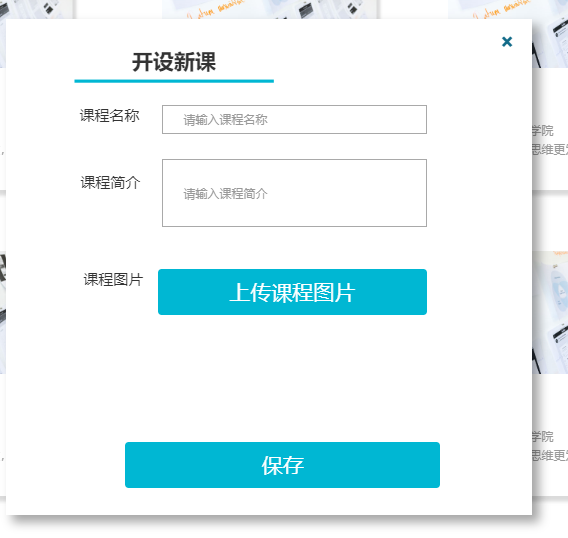 开设新课
课程名称
请输入课程名称
学院
思维更
课程简介
请输入课程简介
课程图片
上传课程图片
学院
思维更
保存